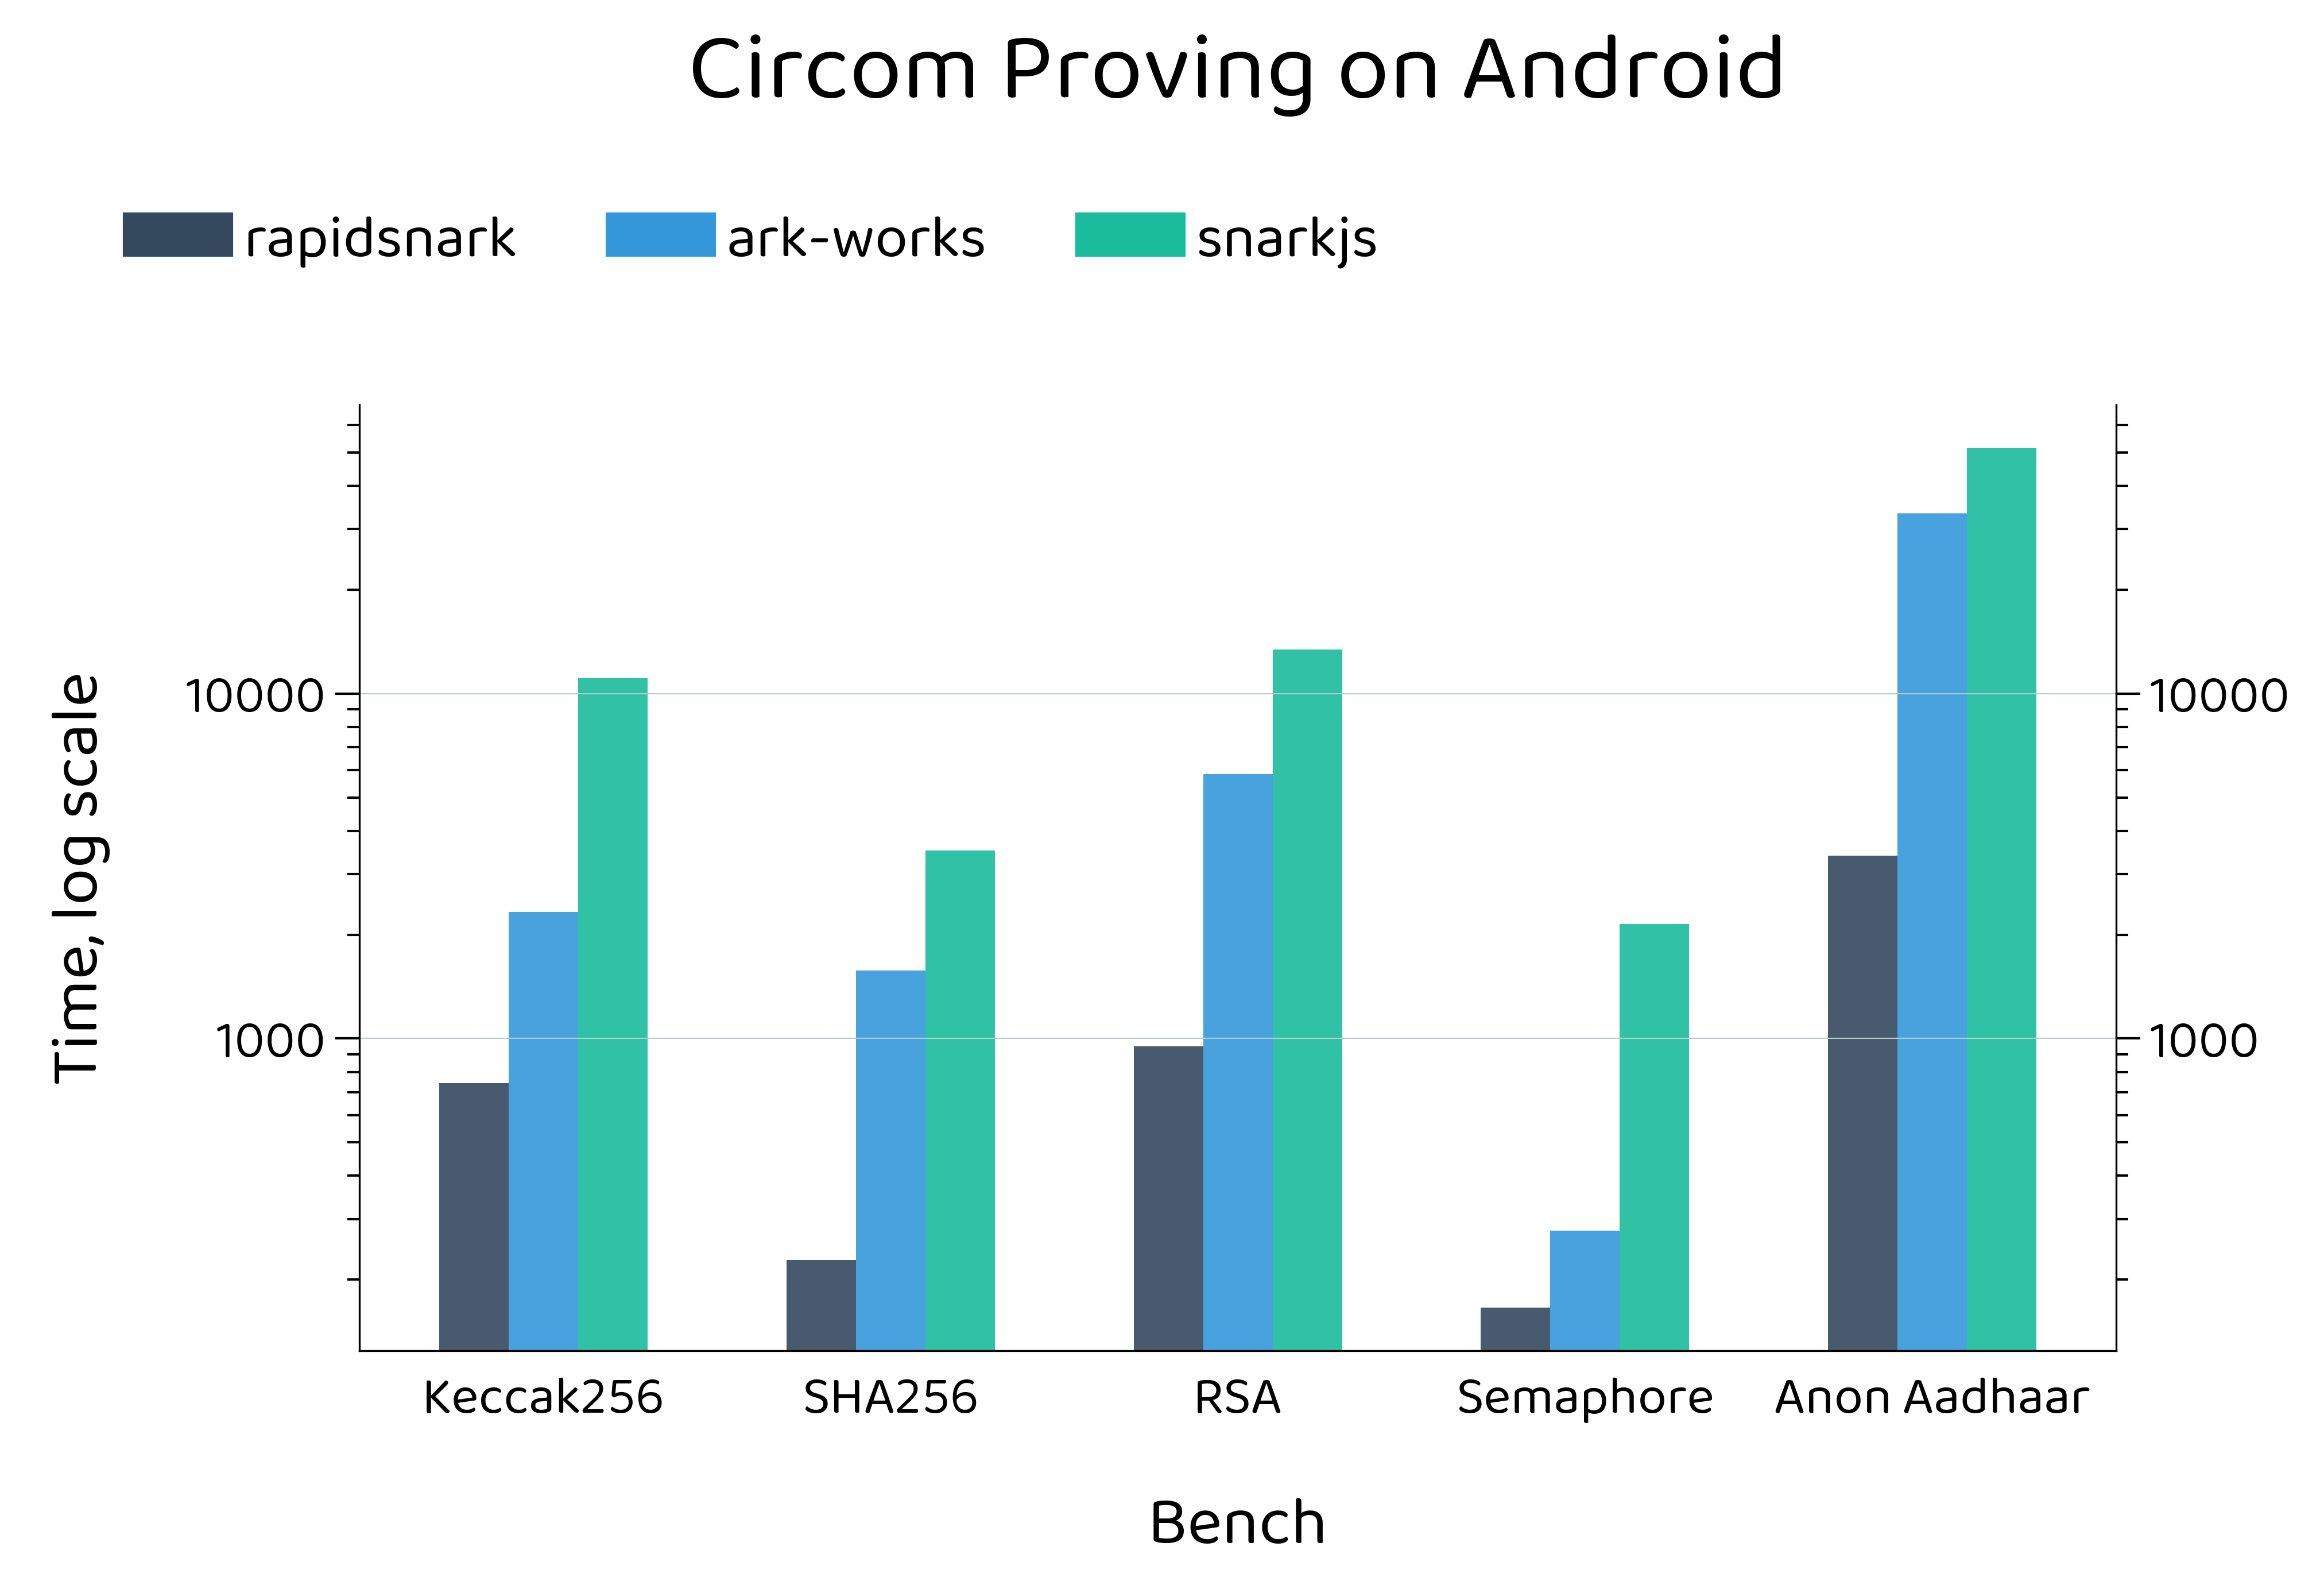 Circom Proving on Android
rapidsnark
ark-works
snarkjs
Time, log scale
10000
1000
10000
1000
Keccak256
SHA256
RSA
Semaphore
Anon Aadhaar
Bench